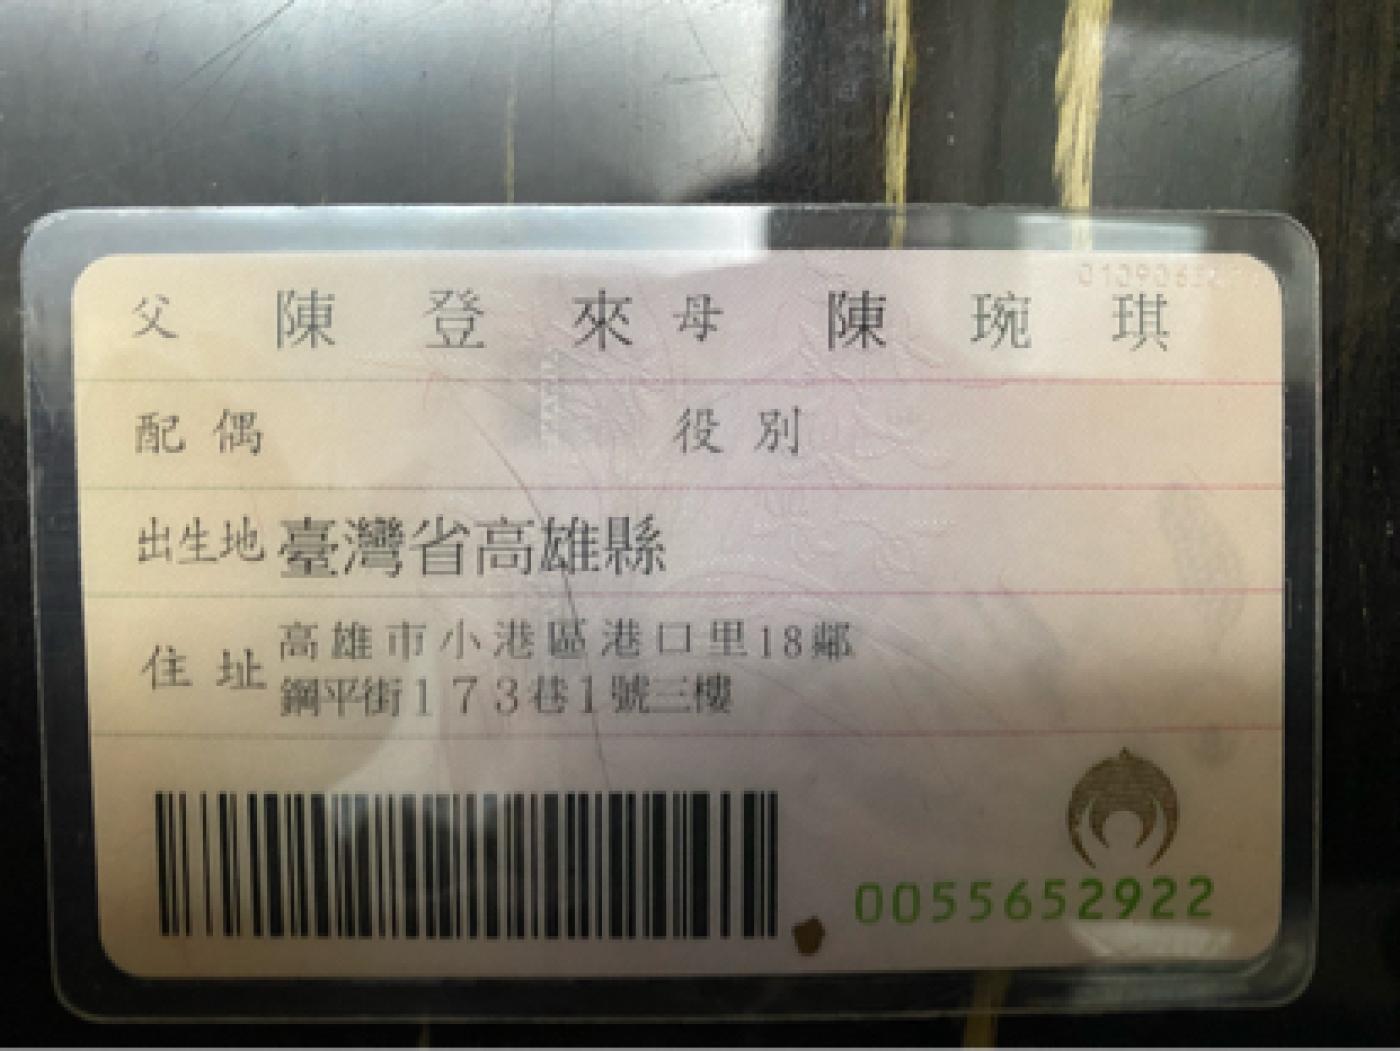 父 陳登來 母 陳琬琪
配偶 役別
出生地 臺灣省高雄縣
住址 高雄市小港區港口里18鄰
鋼平街173巷1號三樓
0055652922